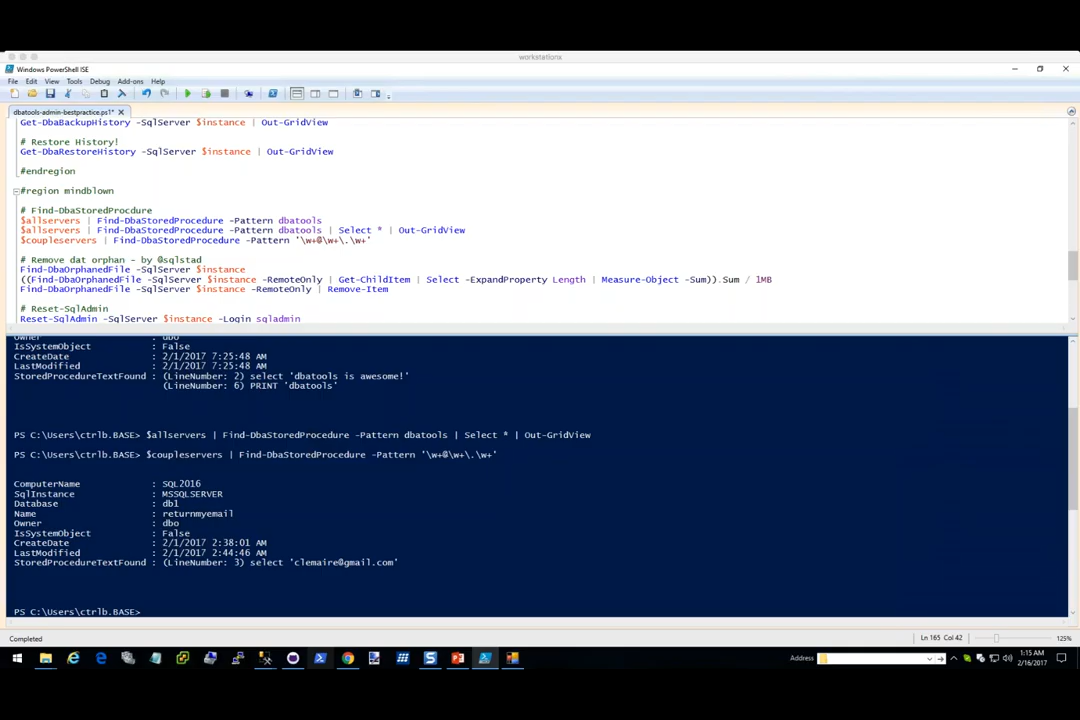 workstationx
Windows PowerShell ISE
File Edit View Tools Debug Add-ons Help
dbatools-admin-bestpractice.ps1*
Get-DbaBackupHistory -SqlServer $instance | Out-GridView
# Restore History!
Get-DbaRestoreHistory -SqlServer $instance | Out-GridView
#endregion
#region mindblown
# Find-DbaStoredProcdure
$allservers | Find-DbaStoredProcedure -Pattern dbatools
$allservers | Find-DbaStoredProcedure -Pattern dbatools | Select * | Out-GridView
$coupleservers | Find-DbaStoredProcedure -Pattern '\w+@\w+\.\w+'
# Remove dat orphan - by @sqlstad
Find-DbaOrphanedFile -SqlServer $instance
((Find-DbaOrphanedFile -SqlServer $instance -RemoteOnly | Get-ChildItem | Select -ExpandProperty Length | Measure-Object -Sum)).Sum / 1MB
Find-DbaOrphanedFile -SqlServer $instance -RemoteOnly | Remove-Item
# Reset-SqlAdmin
Reset-SqlAdmin -SqlServer $instance -Login sqladmin
Owner : dbo
IsSystemObject : False
CreateDate : 2/1/2017 7:25:48 AM
LastModified : 2/1/2017 7:25:48 AM
StoredProcedureTextFound : (LineNumber: 2) select 'dbatools is awesome!'
(LineNumber: 6) PRINT 'dbatools'
PS C:\Users\ctrlb.BASE> $allservers | Find-DbaStoredProcedure -Pattern dbatools | Select * | Out-GridView
PS C:\Users\ctrlb.BASE> $coupleservers | Find-DbaStoredProcedure -Pattern '\w+@\w+\.\w+'
ComputerName : SQL2016
SqlInstance : MSSQLSERVER
Database : db1
Name : returnmyemail
Owner : dbo
IsSystemObject : False
CreateDate : 2/1/2017 2:38:01 AM
LastModified : 2/1/2017 2:44:46 AM
StoredProcedureTextFound : (LineNumber: 3) select 'clemaire@gmail.com'
PS C:\Users\ctrlb.BASE>
Completed
Ln 165 Col 42
125%
Address
1:15 AM
2/16/2017